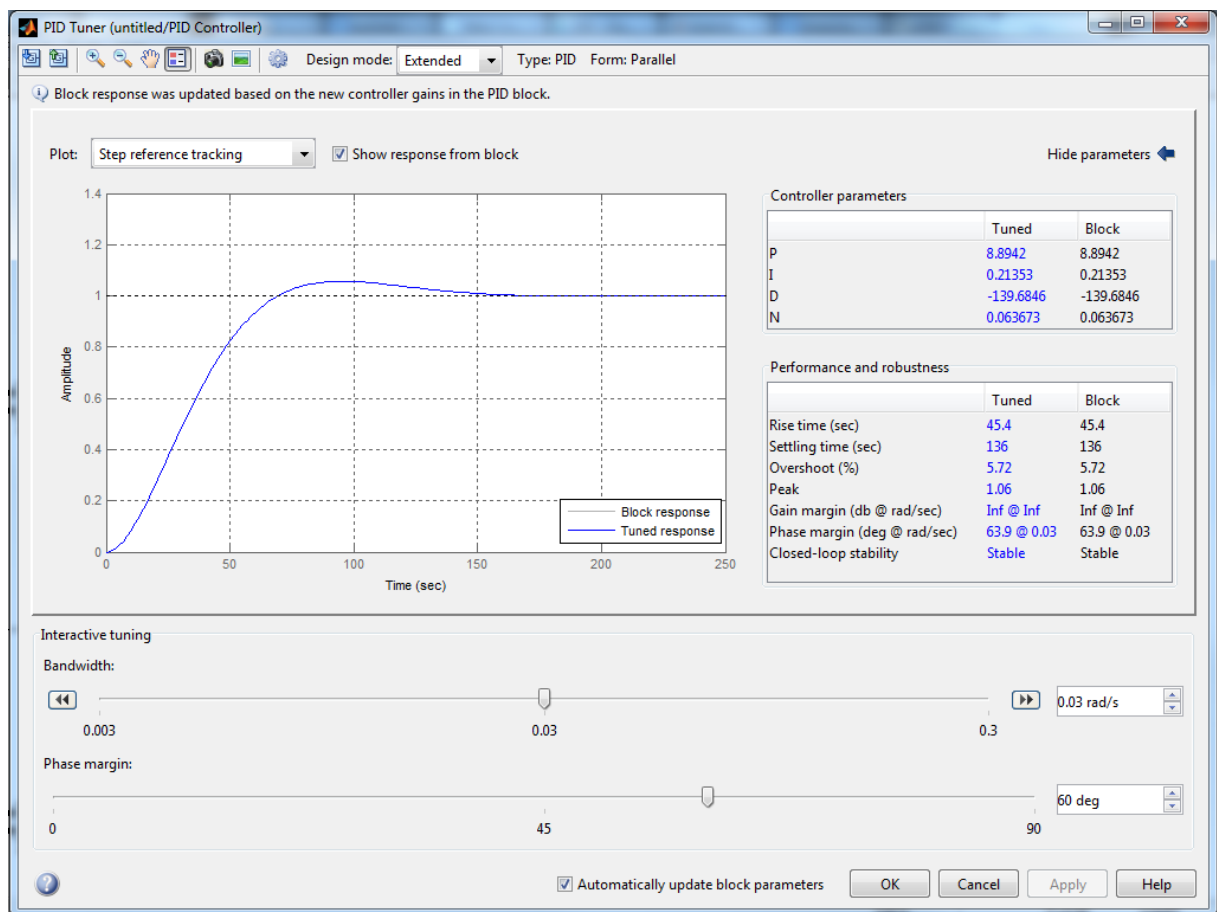 PID Tuner (untitled/PID Controller)
Design mode: Extended Type: PID Form: Parallel
Block response was updated based on the new controller gains in the PID block.
Plot: Step reference tracking Show response from block Hide parameters
1.4
1.2
1
0.8
0.6
0.4
0.2
0
Amplitude
0 50 100 150 200 250
Time (sec)
Block response
Tuned response
Controller parameters
Tuned Block
P 8.8942 8.8942
I 0.21353 0.21353
D -139.6846 -139.6846
N 0.063673 0.063673
Performance and robustness
Tuned Block
Rise time (sec) 45.4 45.4
Settling time (sec) 136 136
Overshoot (%) 5.72 5.72
Peak 1.06 1.06
Gain margin (db @ rad/sec) Inf @ Inf Inf @ Inf
Phase margin (deg @ rad/sec) 63.9 @ 0.03 63.9 @ 0.03
Closed-loop stability Stable Stable
Interactive tuning
Bandwidth:
0.03 rad/s
0.003 0.03 0.3
Phase margin:
60 deg
0 45 90
Automatically update block parameters OK Cancel Apply Help